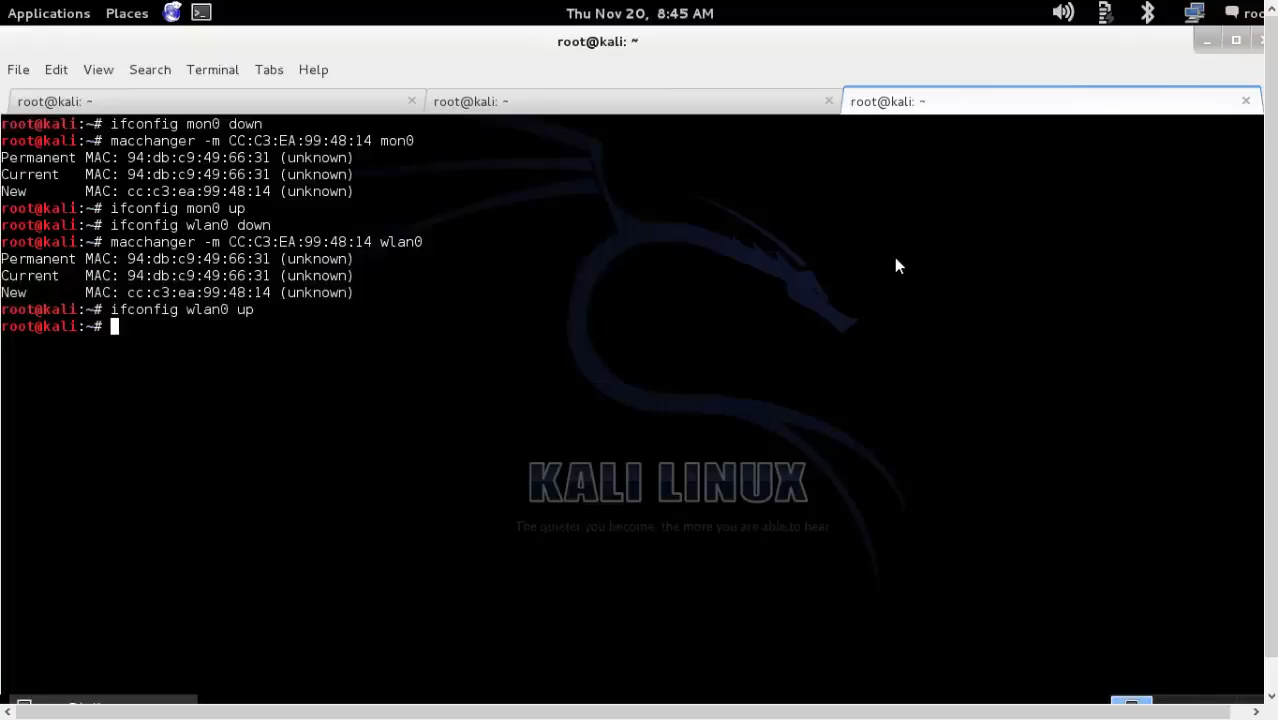 Applications Places Thu Nov 20, 8:45 AM
root@kali: ~
File Edit View Search Terminal Tabs Help
root@kali: ~ root@kali: ~ root@kali: ~
root@kali:~# ifconfig mon0 down
root@kali:~# macchanger -m CC:C3:EA:99:48:14 mon0
Permanent MAC: 94:db:c9:49:66:31 (unknown)
Current MAC: 94:db:c9:49:66:31 (unknown)
New MAC: cc:c3:ea:99:48:14 (unknown)
root@kali:~# ifconfig mon0 up
root@kali:~# ifconfig wlan0 down
root@kali:~# macchanger -m CC:C3:EA:99:48:14 wlan0
Permanent MAC: 94:db:c9:49:66:31 (unknown)
Current MAC: 94:db:c9:49:66:31 (unknown)
New MAC: cc:c3:ea:99:48:14 (unknown)
root@kali:~# ifconfig wlan0 up
root@kali:~#
KALI LINUX
The quieter you become, the more you are able to hear